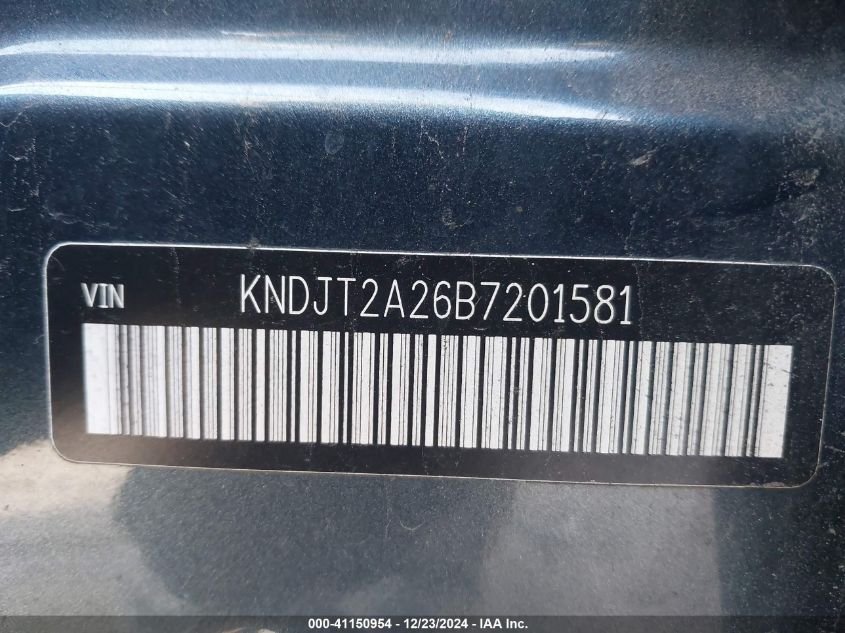 VIN KNDJT2A26B7201581
000-41150954 | 12/23/2024 - IAA Inc.